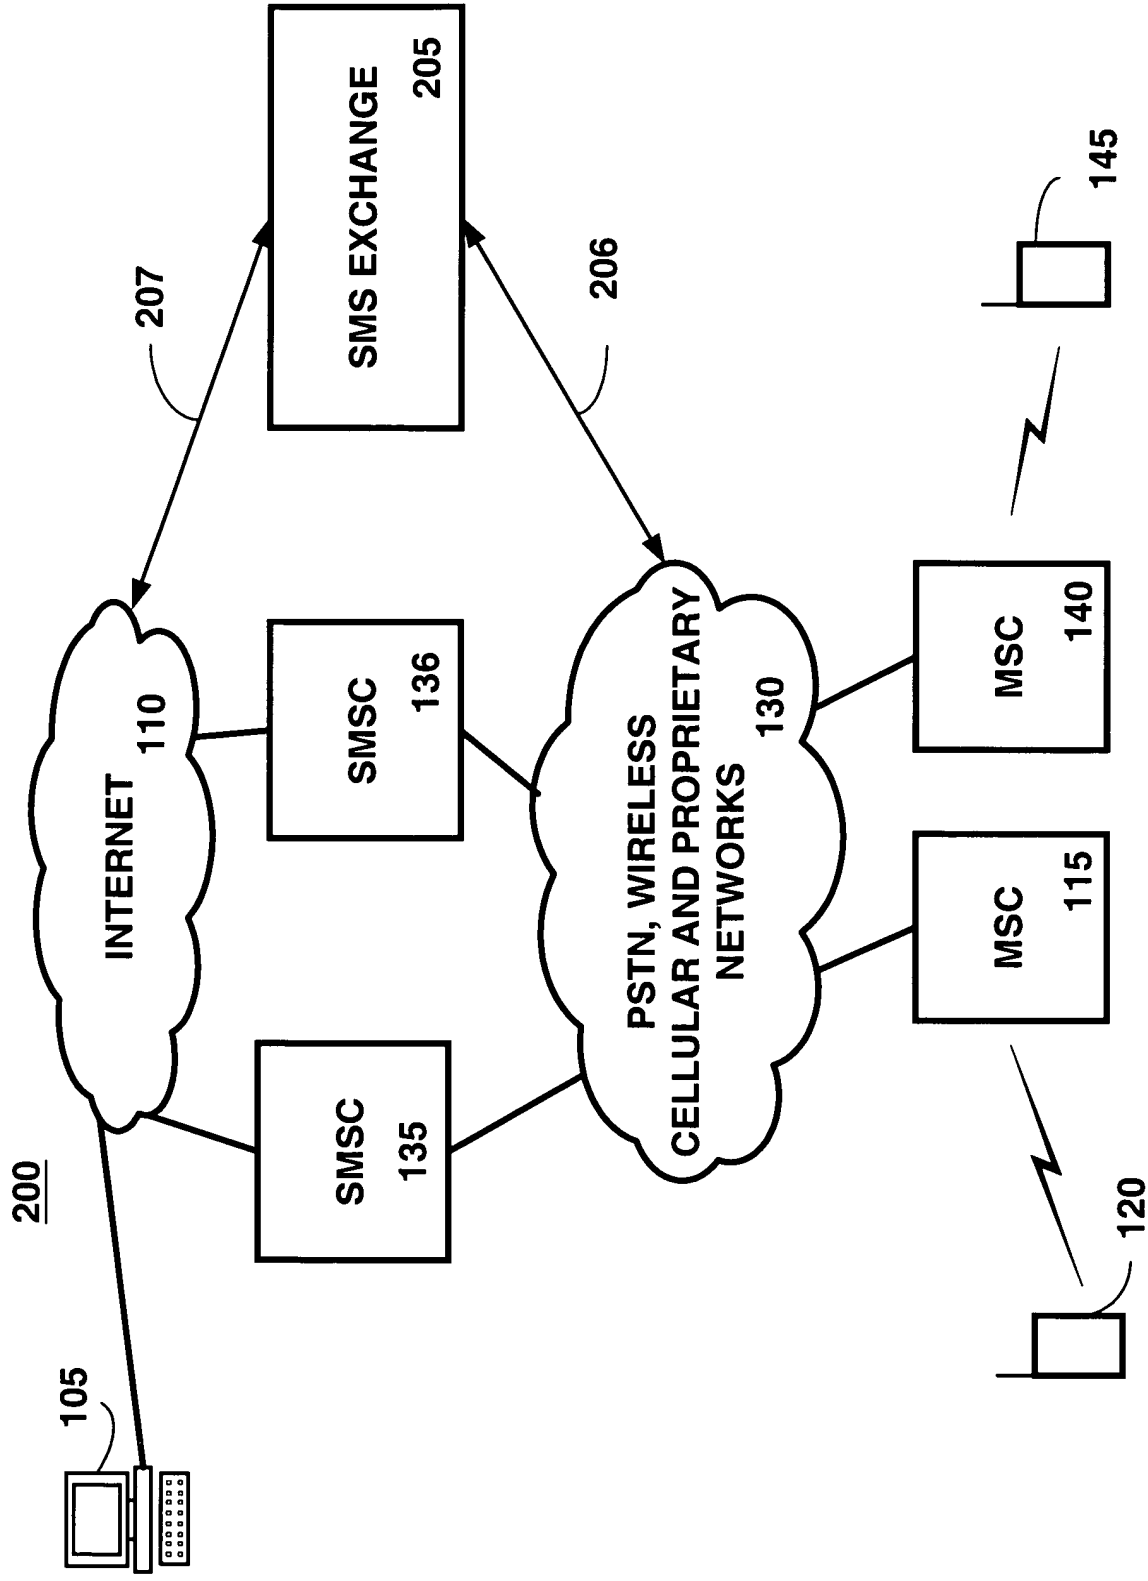 200
105
INTERNET
110
207
SMSC
135
SMSC
136
SMS EXCHANGE
205
206
PSTN, WIRELESS
CELLULAR AND PROPRIETARY
NETWORKS
130
MSC
115
MSC
140
120
145